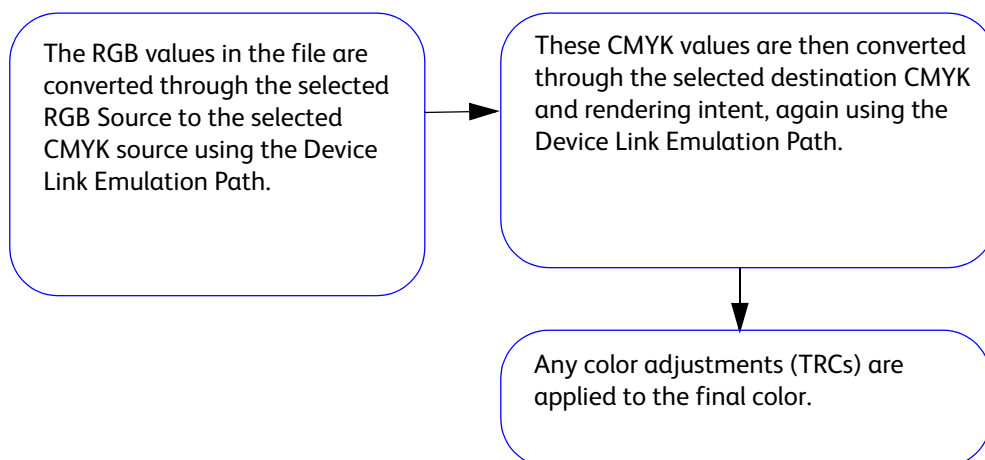 The RGB values in the file are
converted through the selected
RGB Source to the selected
CMYK source using the Device
Link Emulation Path.
These CMYK values are then converted
through the selected destination CMYK
and rendering intent, again using the
Device Link Emulation Path.
Any color adjustments (TRCs) are
applied to the final color.